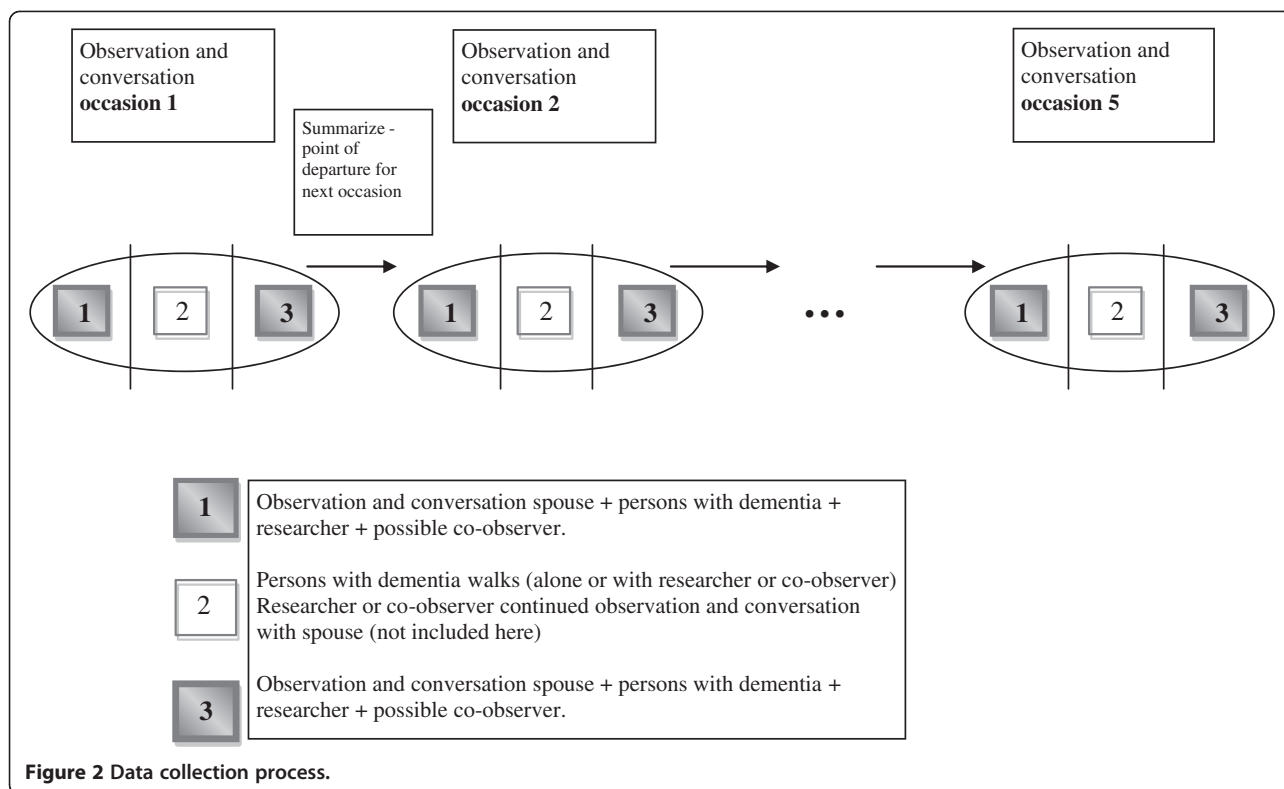 Observation and
conversation
occasion 1
Summarize -
point of
departure for
next occasion
Observation and
conversation
occasion 2
Observation and
conversation
occasion 5
1 2 3
1 2 3
...
1 2 3
1
Observation and conversation spouse + persons with dementia +
researcher + possible co-observer.
2
Persons with dementia walks (alone or with researcher or co-observer)
Researcher or co-observer continued observation and conversation
with spouse (not included here)
3
Observation and conversation spouse + persons with dementia +
researcher + possible co-observer.
Figure 2 Data collection process.